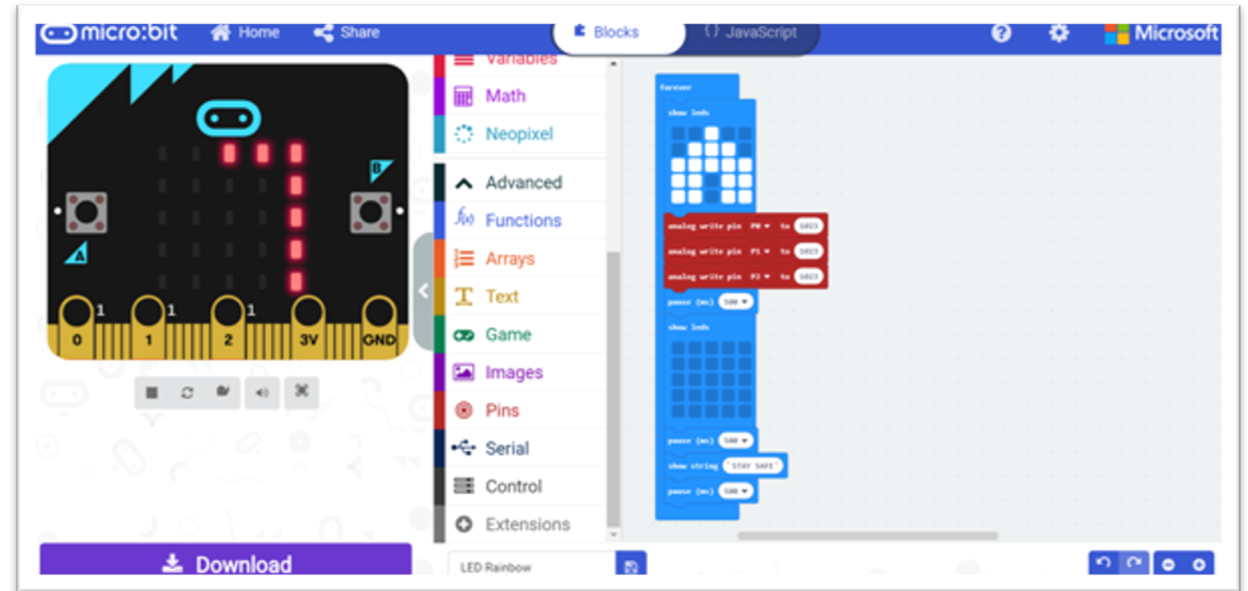 micro:bit
Home
Share
Blocks
{} JavaScript
?
Microsoft
B
A
1
1
1
0
1
2
3V
GND
Download
Variables
Math
Neopixel
Advanced
f(x) Functions
Arrays
T Text
Game
Images
Pins
Serial
Control
Extensions
LED Rainbow
forever
show leds
analog write pin P0 to 1023
analog write pin P1 to 1023
analog write pin P2 to 1023
pause (ms) 500
show leds
pause (ms) 500
show string "STAY SAFE"
pause (ms) 500